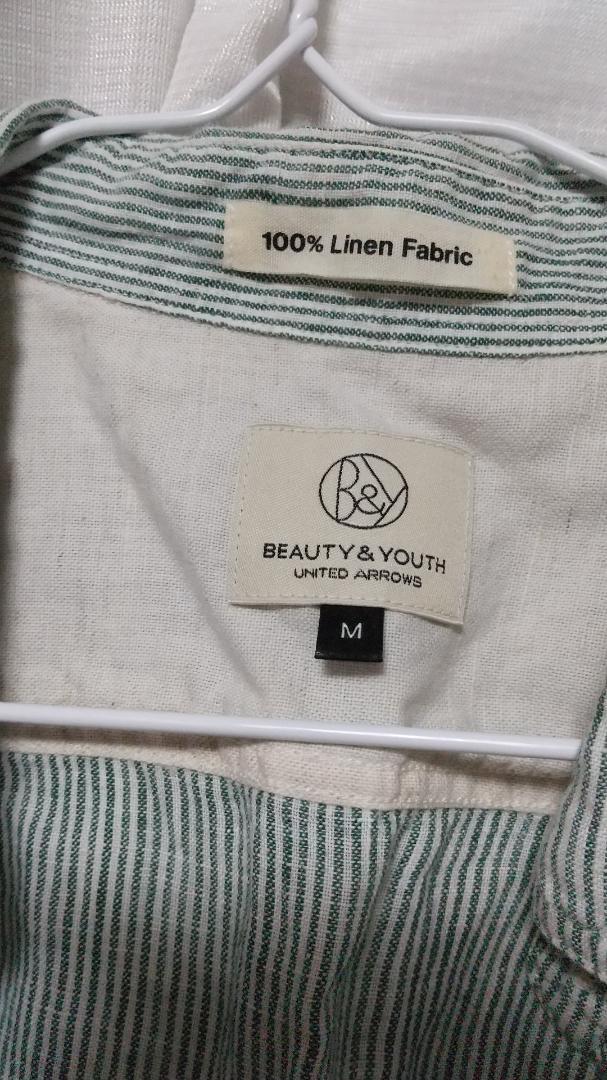 100% Linen Fabric
B&Y
BEAUTY & YOUTH
UNITED ARROWS
M